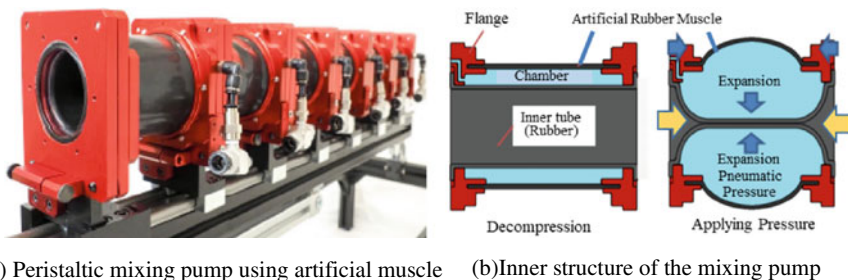 Flange
Artificial Rubber Muscle
Chamber
Inner tube
(Rubber)
Expansion
Expansion
Pneumatic
Pressure
Decompression
Applying Pressure
) Peristaltic mixing pump using artificial muscle
(b)Inner structure of the mixing pump